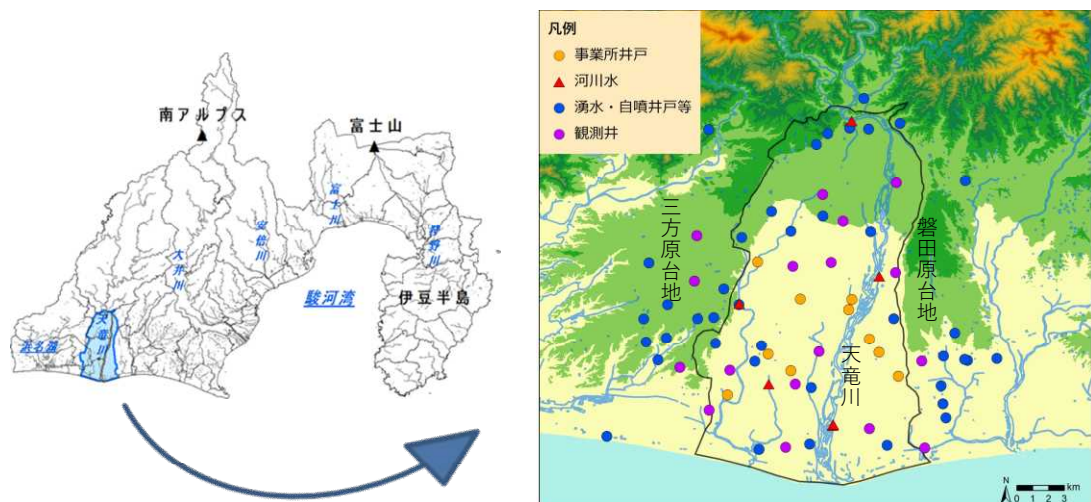 南アルプス
富士山
富士川
安倍川
狩野川
大井川
駿河湾
伊豆半島
天竜川
浜名湖
凡例
事業所井戸
河川水
湧水・自噴井戸等
観測井
三方原台地
磐田原台地
天竜川
N
0 1 2 3 km